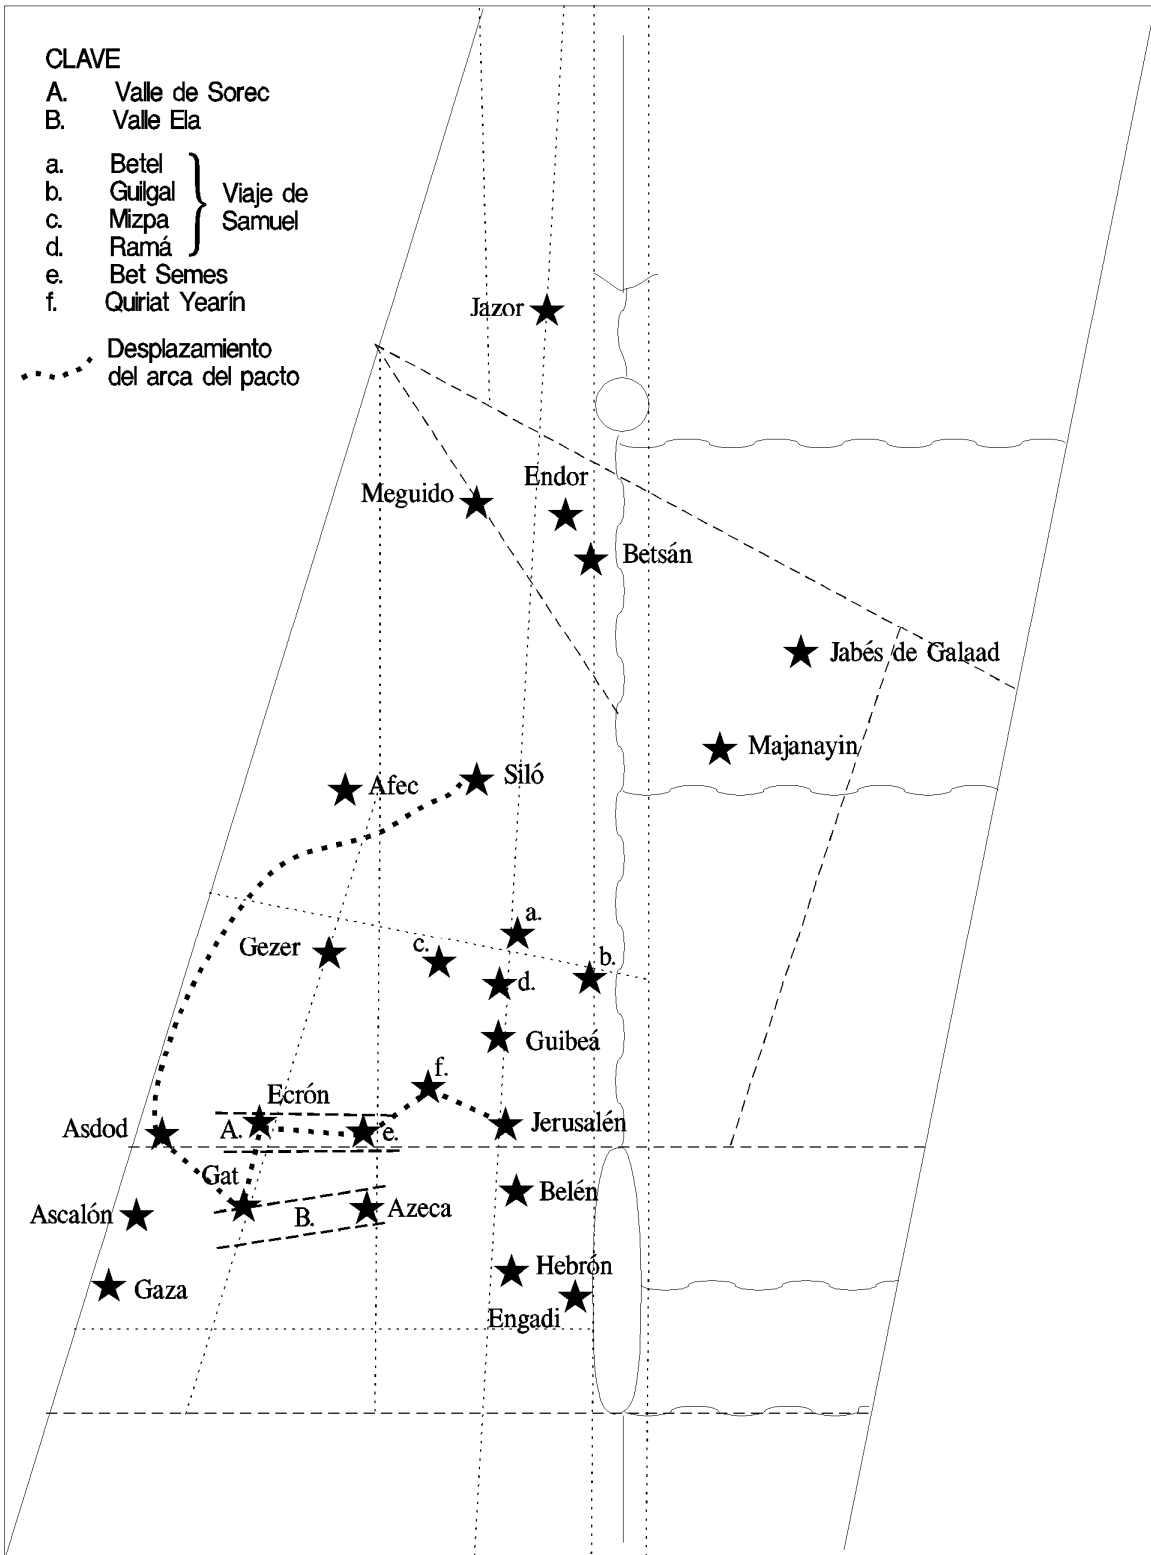 CLAVE
A. Valle de Sorec
B. Valle Ela
a. Betel
b. Guilgal
c. Mizpa
d. Ramá
Viaje de
Samuel
e. Bet Semes
f. Quiriat Yearín
Desplazamiento
del arca del pacto
Jazor
Endor
Meguido
Betsán
Jabés de Galaad
Majanayin
Siló
Afec
a.
Gezer
c.
b.
d.
Guibeá
f.
Ecrón
Asdod
A.
e.
Jerusalén
Gat
Ascalón
B.
Azeca
Belén
Hebrón
Gaza
Engadi